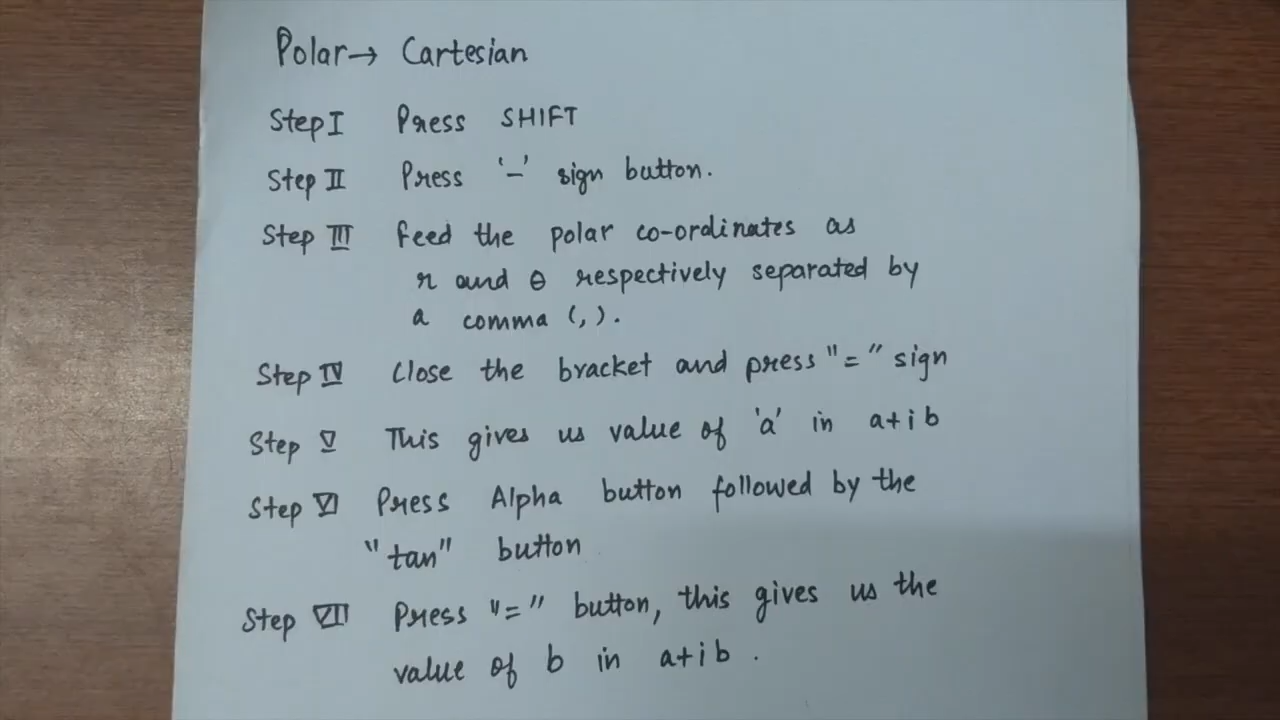 Polar → Cartesian
Step I Press SHIFT
Step II Press '−' sign button.
Step III feed the polar co-ordinates as
r and θ respectively separated by
a comma (,).
Step IV Close the bracket and press "=" sign
Step V This gives us value of 'a' in a+ib
Step VI Press Alpha button followed by the
"tan" button
Step VII Press "=" button, this gives us the
value of b in a+ib.